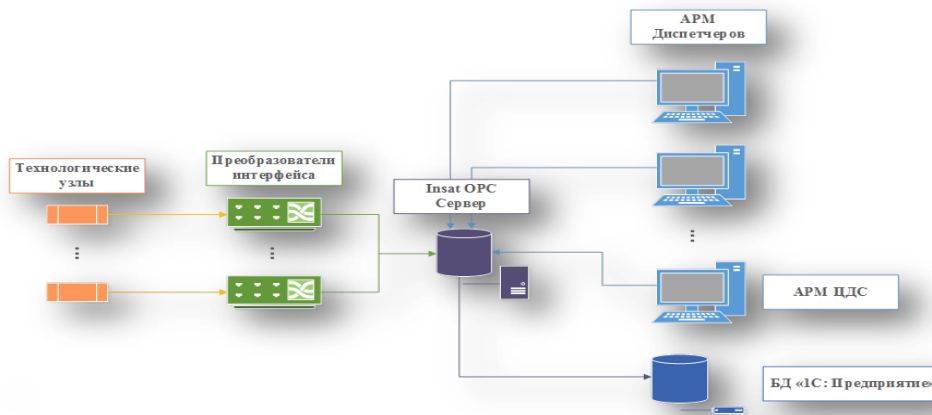 АРМ
Диспетчеров
Технологические
узлы
Преобразователи
интерфейса
Insat OPC
Сервер
АРМ ЦДС
БД «1С: Предприятие»